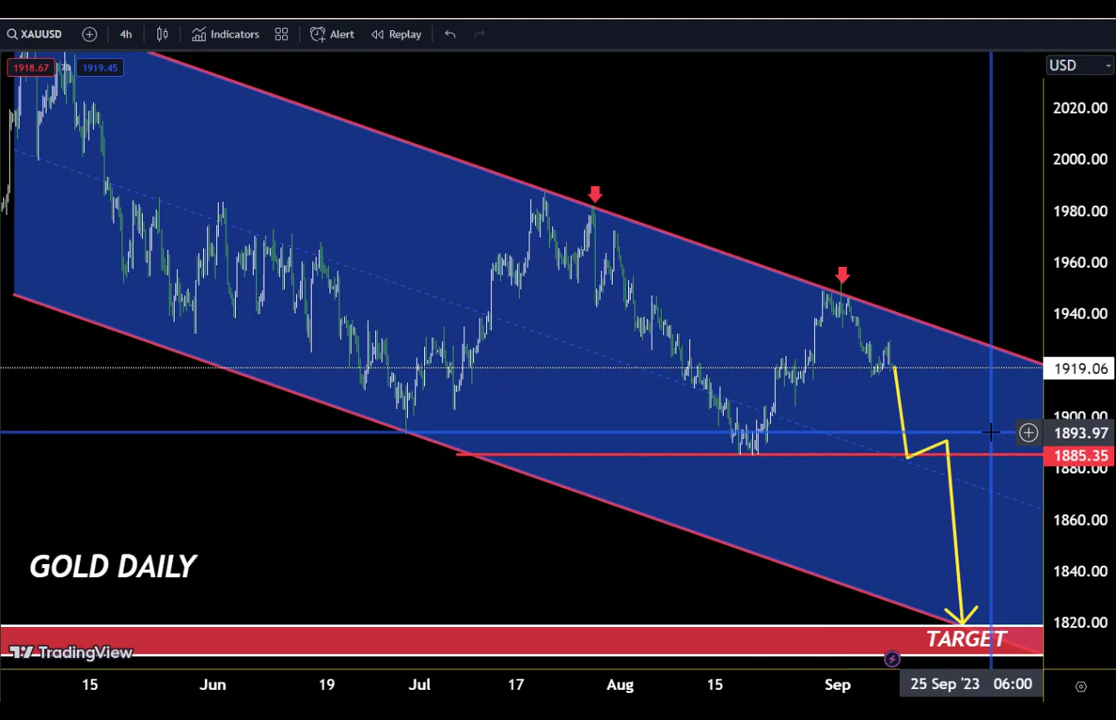 XAUUSD 4h Indicators Alert Replay
1918.67 1919.45
USD
2020.00
2000.00
1980.00
1960.00
1940.00
1919.06
1900.00
1893.97
1885.35
1880.00
1860.00
1840.00
1820.00
GOLD DAILY
TARGET
TradingView
15 Jun 19 Jul 17 Aug 15 Sep 25 Sep '23 06:00